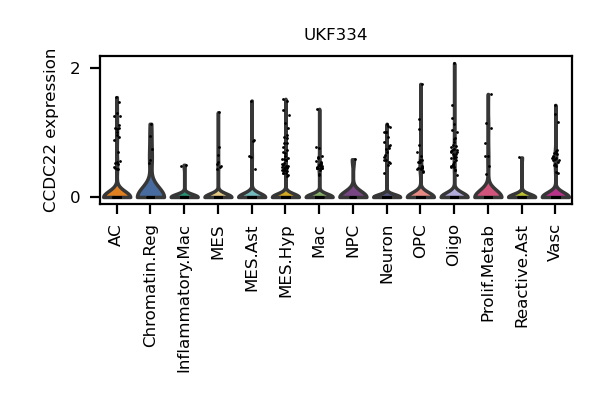 UKF334
CCDC22 expression
2
0
AC
Chromatin.Reg
Inflammatory.Mac
MES
MES.Ast
MES.Hyp
Mac
NPC
Neuron
OPC
Oligo
Prolif.Metab
Reactive.Ast
Vasc